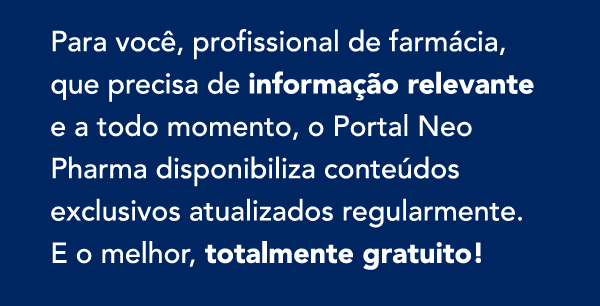 Para você, profissional de farmácia,
que precisa de informação relevante
e a todo momento, o Portal Neo
Pharma disponibiliza conteúdos
exclusivos atualizados regularmente.
E o melhor, totalmente gratuito!